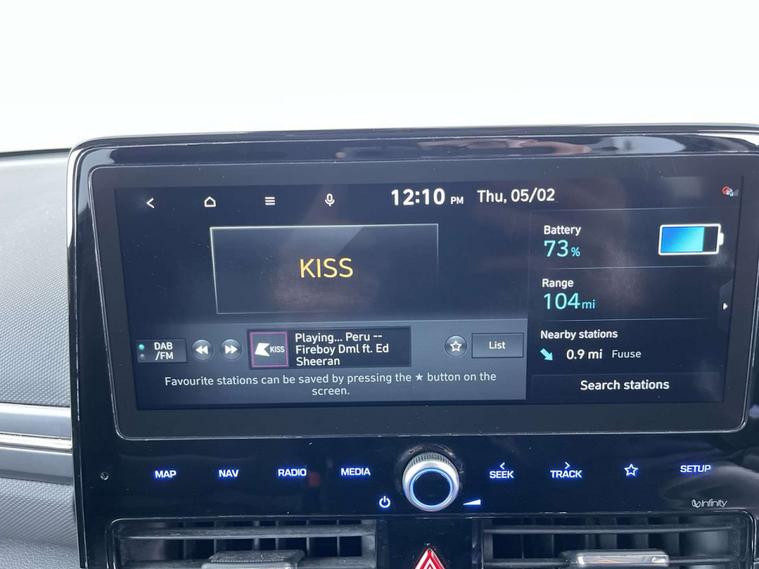 12:10 PM Thu, 05/02
KISS
Battery
73%
Range
104mi
DAB
/FM
KISS
Playing... Peru --
Fireboy Dml ft. Ed
Sheeran
List
Favourite stations can be saved by pressing the ★ button on the
screen.
Nearby stations
0.9 mi Fuuse
Search stations
MAP NAV RADIO MEDIA SEEK TRACK SETUP
Infinity